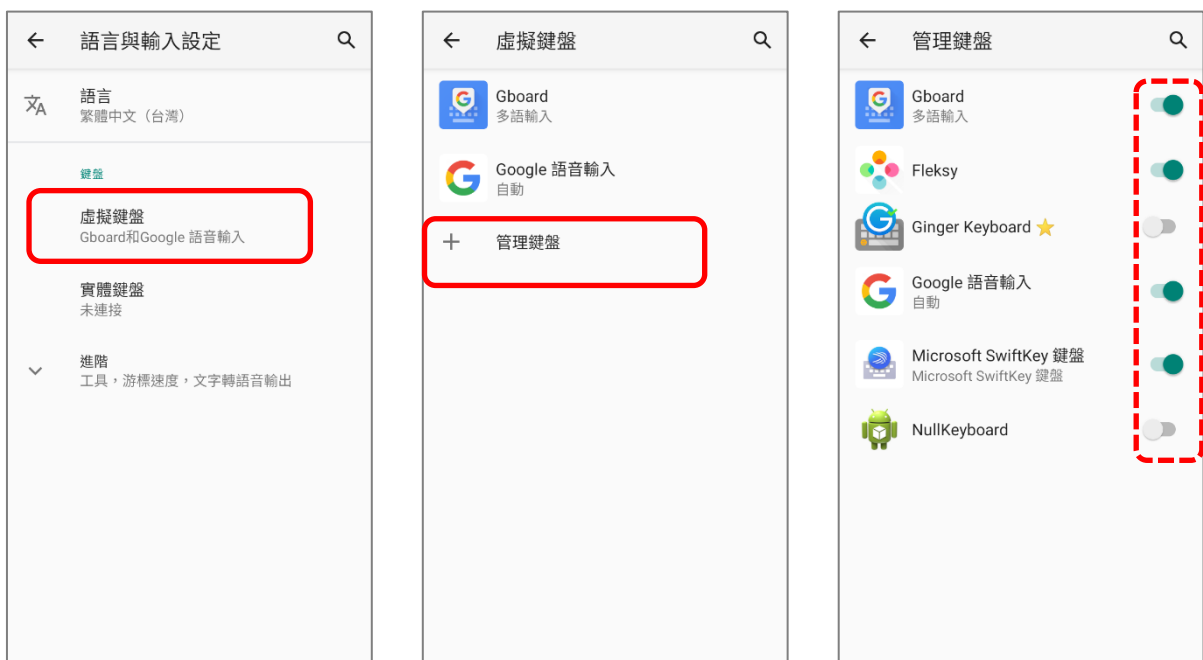 語言與輸入設定
語言
繁體中文（台灣）
鍵盤
虛擬鍵盤
Gboard和Google 語音輸入
實體鍵盤
未連接
進階
工具，游標速度，文字轉語音輸出
虛擬鍵盤
Gboard
多語輸入
Google 語音輸入
自動
管理鍵盤
管理鍵盤
Gboard
多語輸入
Fleksy
Ginger Keyboard ⭐
Google 語音輸入
自動
Microsoft SwiftKey 鍵盤
Microsoft SwiftKey 鍵盤
NullKeyboard